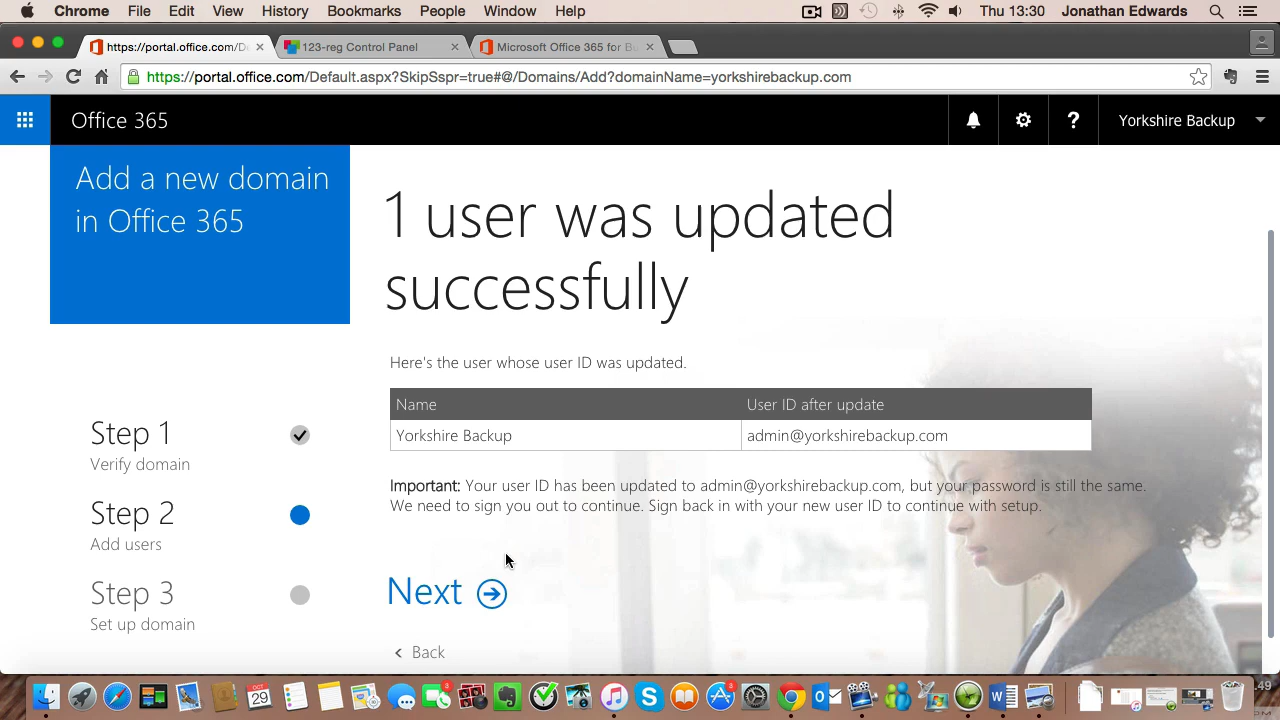 Chrome File Edit View History Bookmarks People Window Help Thu 13:30 Jonathan Edwards
https://portal.office.com/De 123-reg Control Panel Microsoft Office 365 for Bu
https://portal.office.com/Default.aspx?SkipSspr=true#@/Domains/Add?domainName=yorkshirebackup.com
Office 365 ? Yorkshire Backup
Add a new domain
in Office 365
1 user was updated
successfully
Here's the user whose user ID was updated.
Name User ID after update
Yorkshire Backup admin@yorkshirebackup.com
Important: Your user ID has been updated to admin@yorkshirebackup.com, but your password is still the same.
We need to sign you out to continue. Sign back in with your new user ID to continue with setup.
Step 1
Verify domain
Step 2
Add users
Step 3
Set up domain
Next
Back
OCT
29